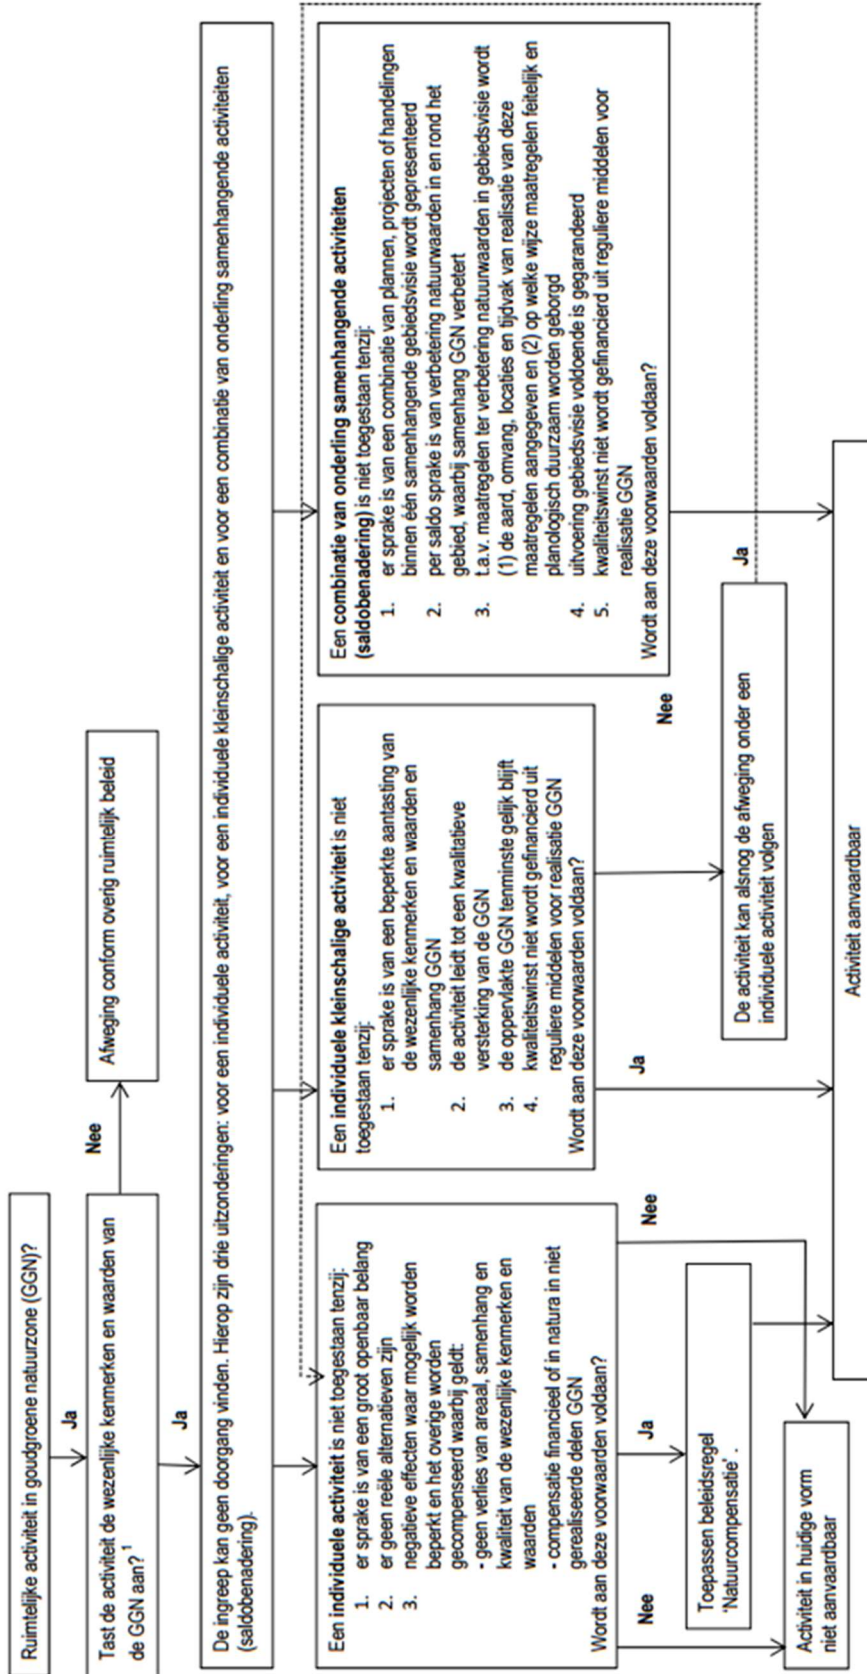 Ruimtelijke activiteit in goudgroene natuurzone (GGN)?
Ja
Tast de activiteit de wezenlijke kenmerken en waarden van
de GGN aan? 1
Nee
Afweging conform overig ruimtelijk beleid
Ja
De ingreep kan geen doorgang vinden. Hierop zijn drie uitzonderingen: voor een individuele activiteit, voor een individuele kleinschalige activiteit en voor een combinatie van onderling samenhangende activiteiten
(saldobenadering).
Een individuele activiteit is niet toegestaan tenzij:
1. er sprake is van een groot openbaar belang
2. er geen reële alternatieven zijn
3. negatieve effecten waar mogelijk worden
beperkt en het overige worden
gecompenseerd waarbij geldt:
- geen verlies van areaal, samenhang en
kwaliteit van de wezenlijke kenmerken en
waarden
- compensatie financieel of in natura in niet
gerealiseerde delen GGN
Wordt aan deze voorwaarden voldaan?
Een individuele kleinschalige activiteit is niet
toegestaan tenzij:
1. er sprake is van een beperkte aantasting van
de wezenlijke kenmerken en waarden en
samenhang GGN
2. de activiteit leidt tot een kwalitatieve
versterking van de GGN
3. de oppervlakte GGN tenminste gelijk blijft
4. kwaliteitswinst niet wordt gefinancierd uit
reguliere middelen voor realisatie GGN
Wordt aan deze voorwaarden voldaan?
Een combinatie van onderling samenhangende activiteiten
(saldobenadering) is niet toegestaan tenzij:
1. er sprake is van een combinatie van plannen, projecten of handelingen
binnen één samenhangende gebiedsvisie wordt gepresenteerd
2. per saldo sprake is van verbetering natuurwaarden in en rond het
gebied, waarbij samenhang GGN verbetert
3. t.a.v. maatregelen ter verbetering natuurwaarden in gebiedsvisie wordt
(1) de aard, omvang, locaties en tijdvak van realisatie van deze
maatregelen aangegeven en (2) op welke wijze maatregelen feitelijk en
planologisch duurzaam worden geborgd
4. uitvoering gebiedsvisie voldoende is gegarandeerd
5. kwaliteitswinst niet wordt gefinancierd uit reguliere middelen voor
realisatie GGN
Wordt aan deze voorwaarden voldaan?
Nee
Ja
Nee
Ja
Nee
Ja
Toepassen beleidsregel
'Natuurcompensatie' .
De activiteit kan alsnog de afweging onder een
individuele activiteit volgen
Activiteit in huidige vorm
niet aanvaardbaar
Activiteit aanvaardbaar